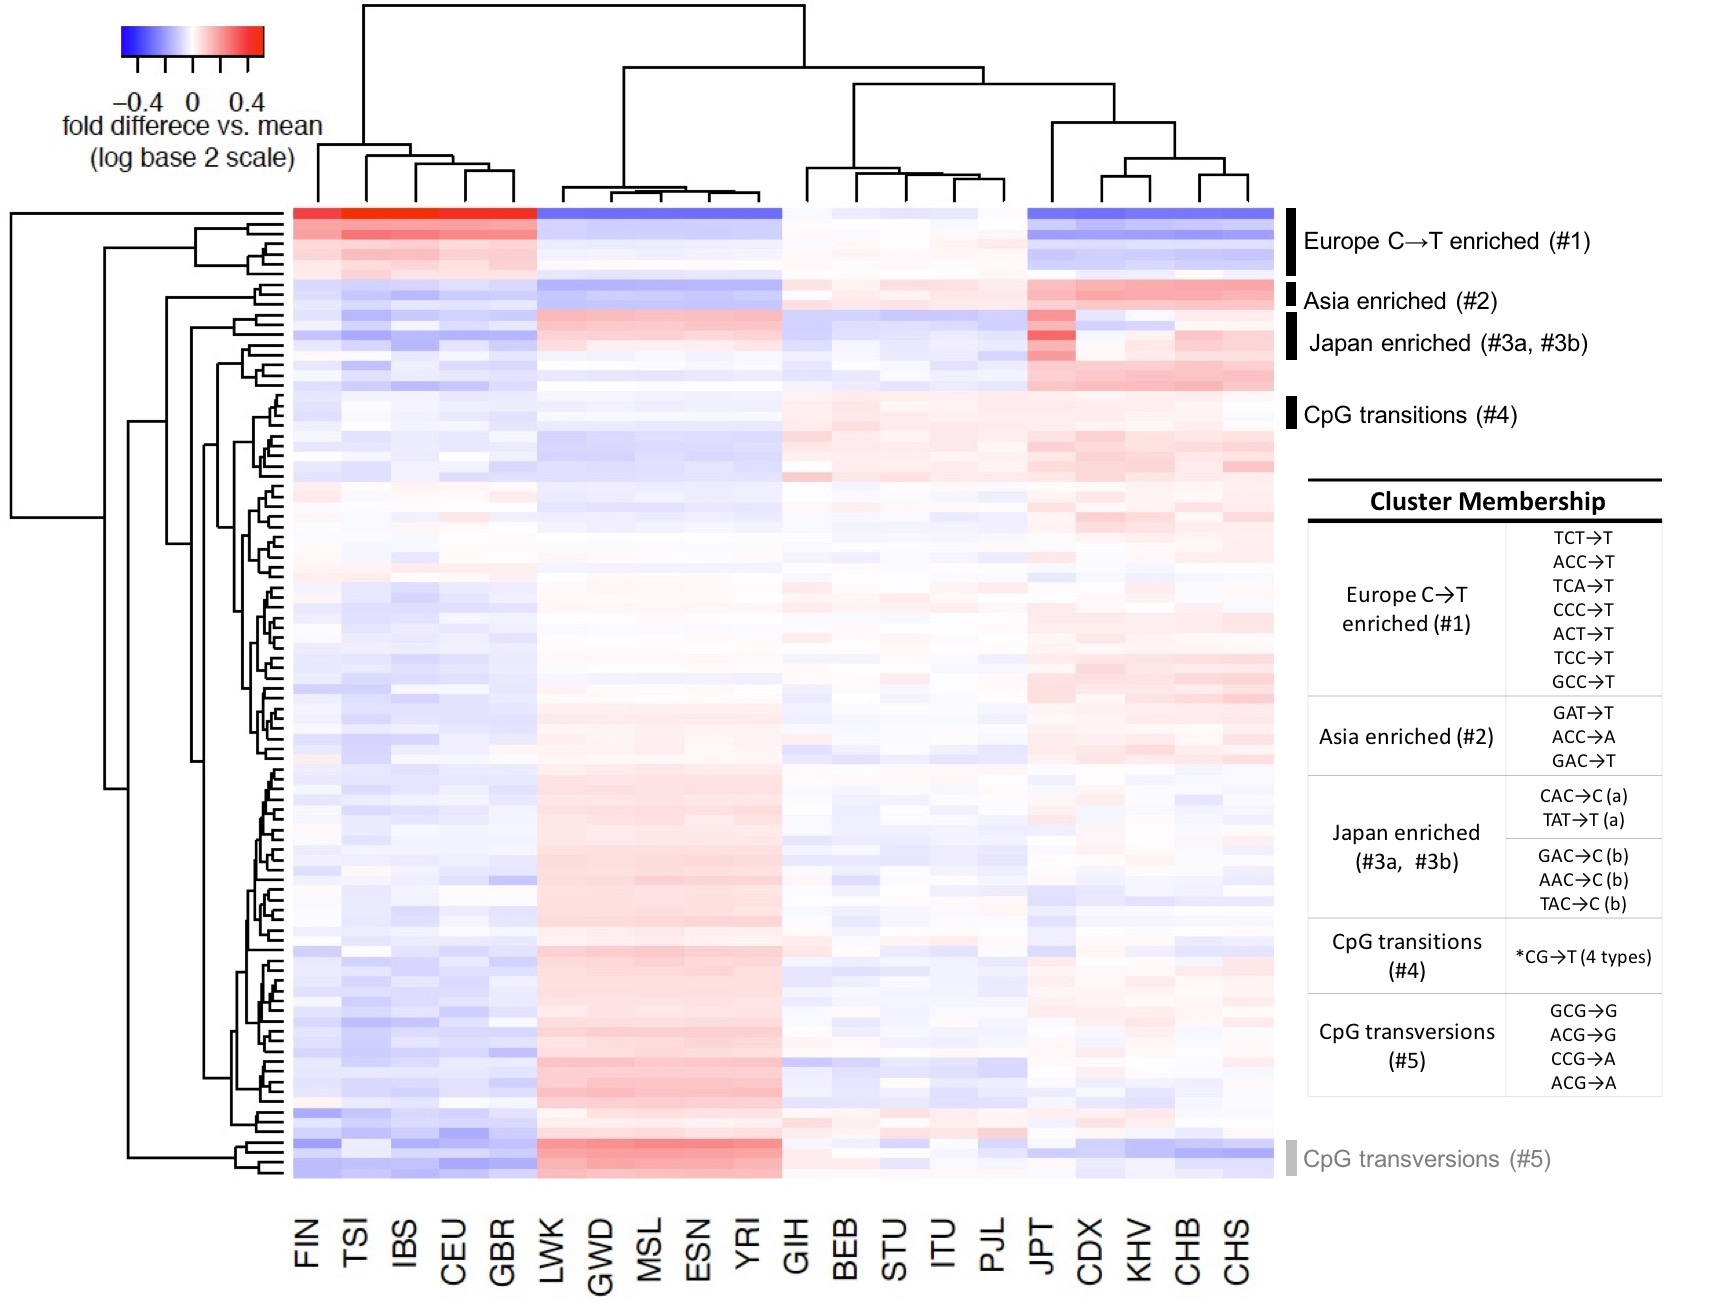 −0.4 0 0.4
fold differece vs. mean
(log base 2 scale)
Europe C→T enriched (#1)
Asia enriched (#2)
Japan enriched (#3a, #3b)
CpG transitions (#4)
Cluster Membership
Europe C→T
enriched (#1)
TCT→T
ACC→T
TCA→T
CCC→T
ACT→T
TCC→T
GCC→T
Asia enriched (#2)
GAT→T
ACC→A
GAC→T
Japan enriched
(#3a, #3b)
CAC→C (a)
TAT→T (a)
GAC→C (b)
AAC→C (b)
TAC→C (b)
CpG transitions
(#4)
*CG→T (4 types)
CpG transversions
(#5)
GCG→G
ACG→G
CCG→A
ACG→A
CpG transversions (#5)
FIN TSI IBS CEU GBR LWK GWD MSL ESN YRI GIH BEB STU ITU PJL JPT CDX KHV CHB CHS